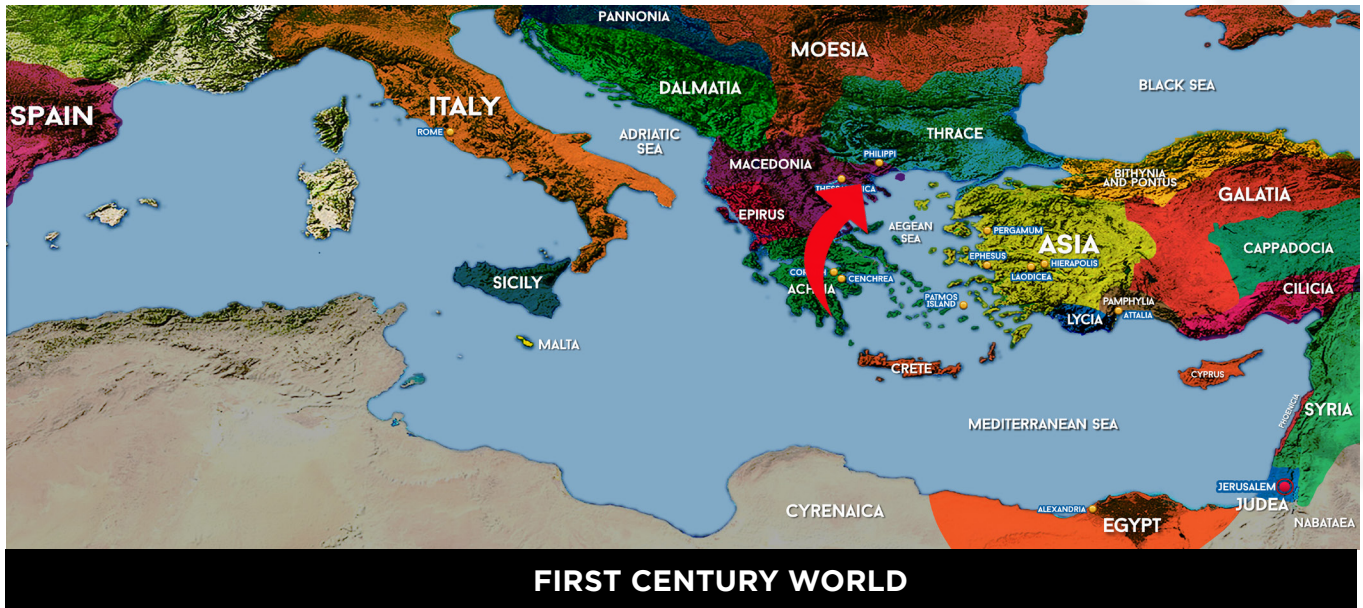 PANNONIA
MOESIA
SPAIN
ITALY
DALMATIA
BLACK SEA
ROME
ADRIATIC
SEA
THRACE
MACEDONIA
PHILIPPI
BITHYNIA
AND PONTUS
GALATIA
EPIRUS
AEGEAN
SEA
PERGAMUM
ASIA
CAPPADOCIA
EPHESUS
HIERAPOLIS
LAODICEA
SICILY
CENCHREA
CILICIA
PATMOS
ISLAND
PAMPHYLIA
LYCIA
ATTALIA
MALTA
CRETE
CYPRUS
PHOENICIA
SYRIA
MEDITERRANEAN SEA
JERUSALEM
JUDEA
CYRENAICA
ALEXANDRIA
EGYPT
NABATAEA
FIRST CENTURY WORLD